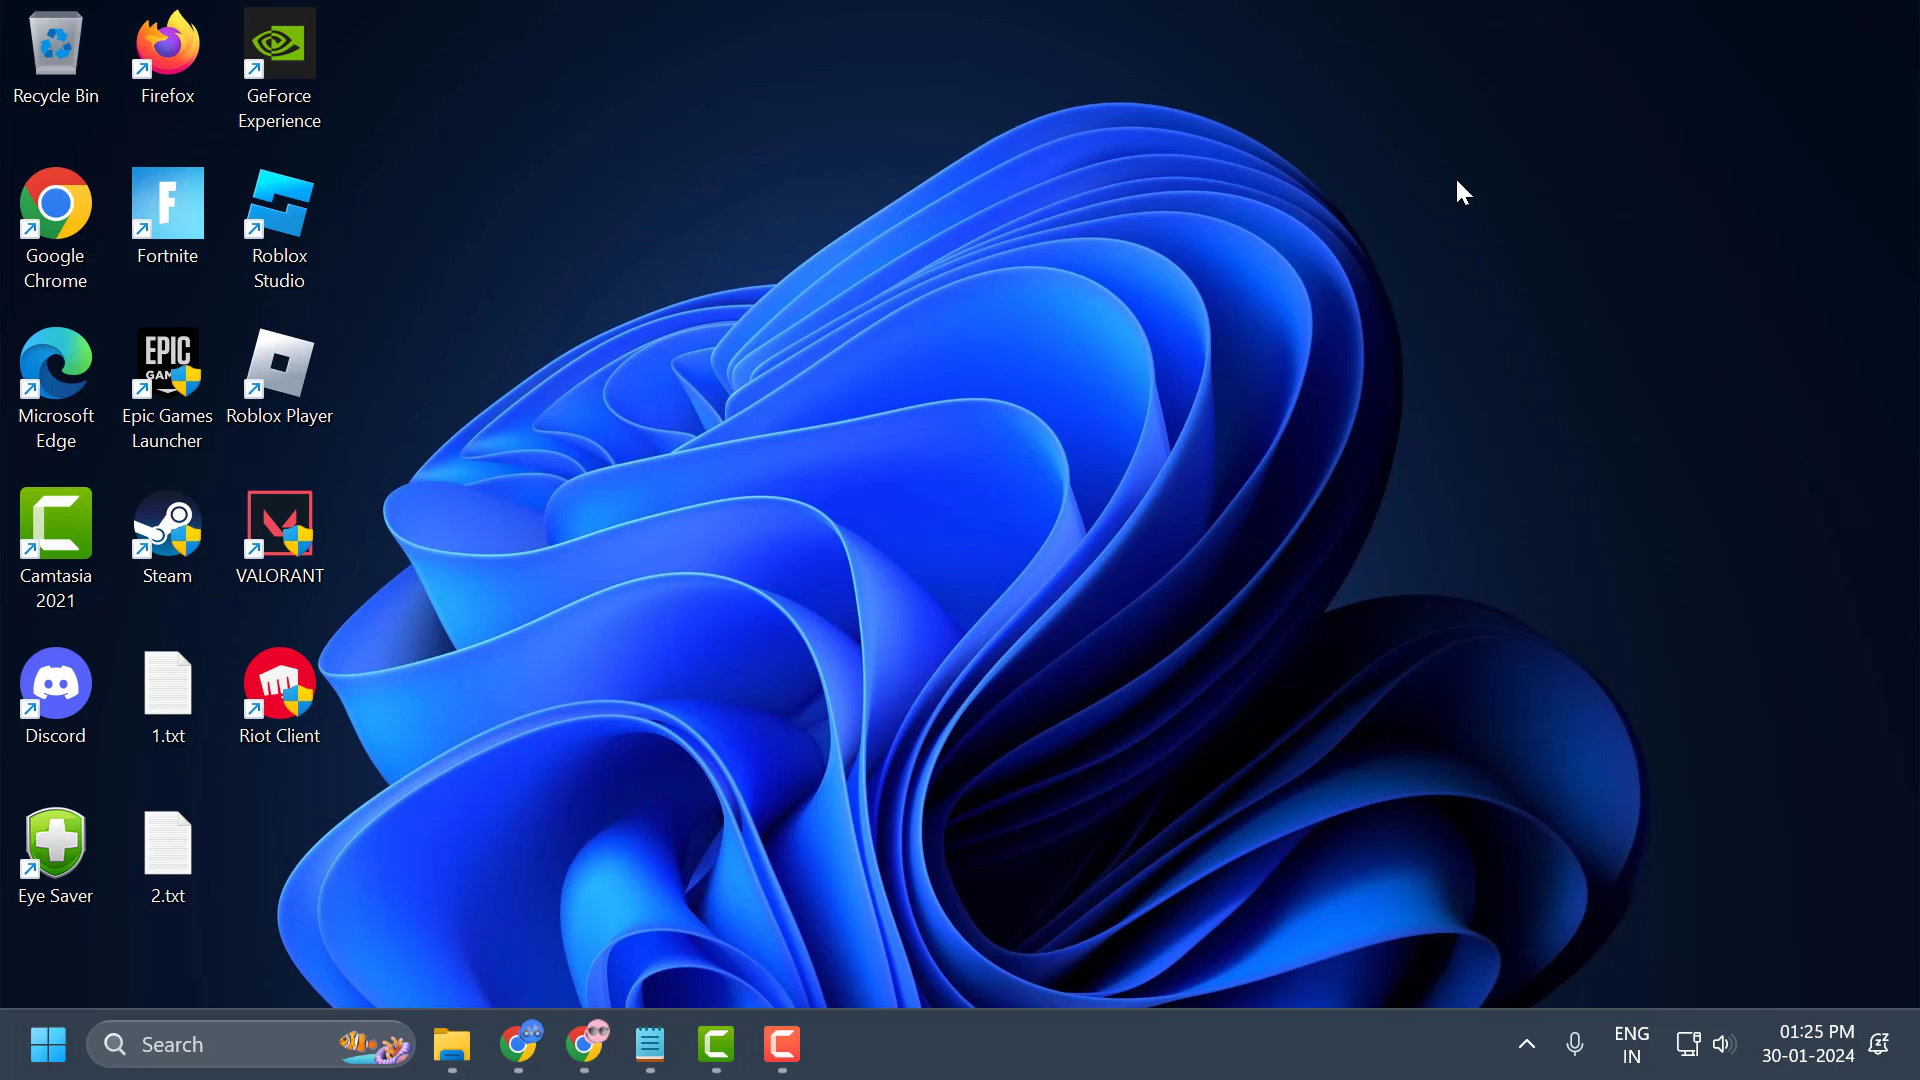 Recycle Bin
Firefox
GeForce
Experience
Google
Chrome
F
Fortnite
Roblox
Studio
Microsoft
Edge
EPIC
GAM
Epic Games
Launcher
Roblox Player
Camtasia
2021
Steam
VALORANT
Discord
1.txt
Riot Client
Eye Saver
2.txt
Search
ENG
IN
01:25 PM
30-01-2024